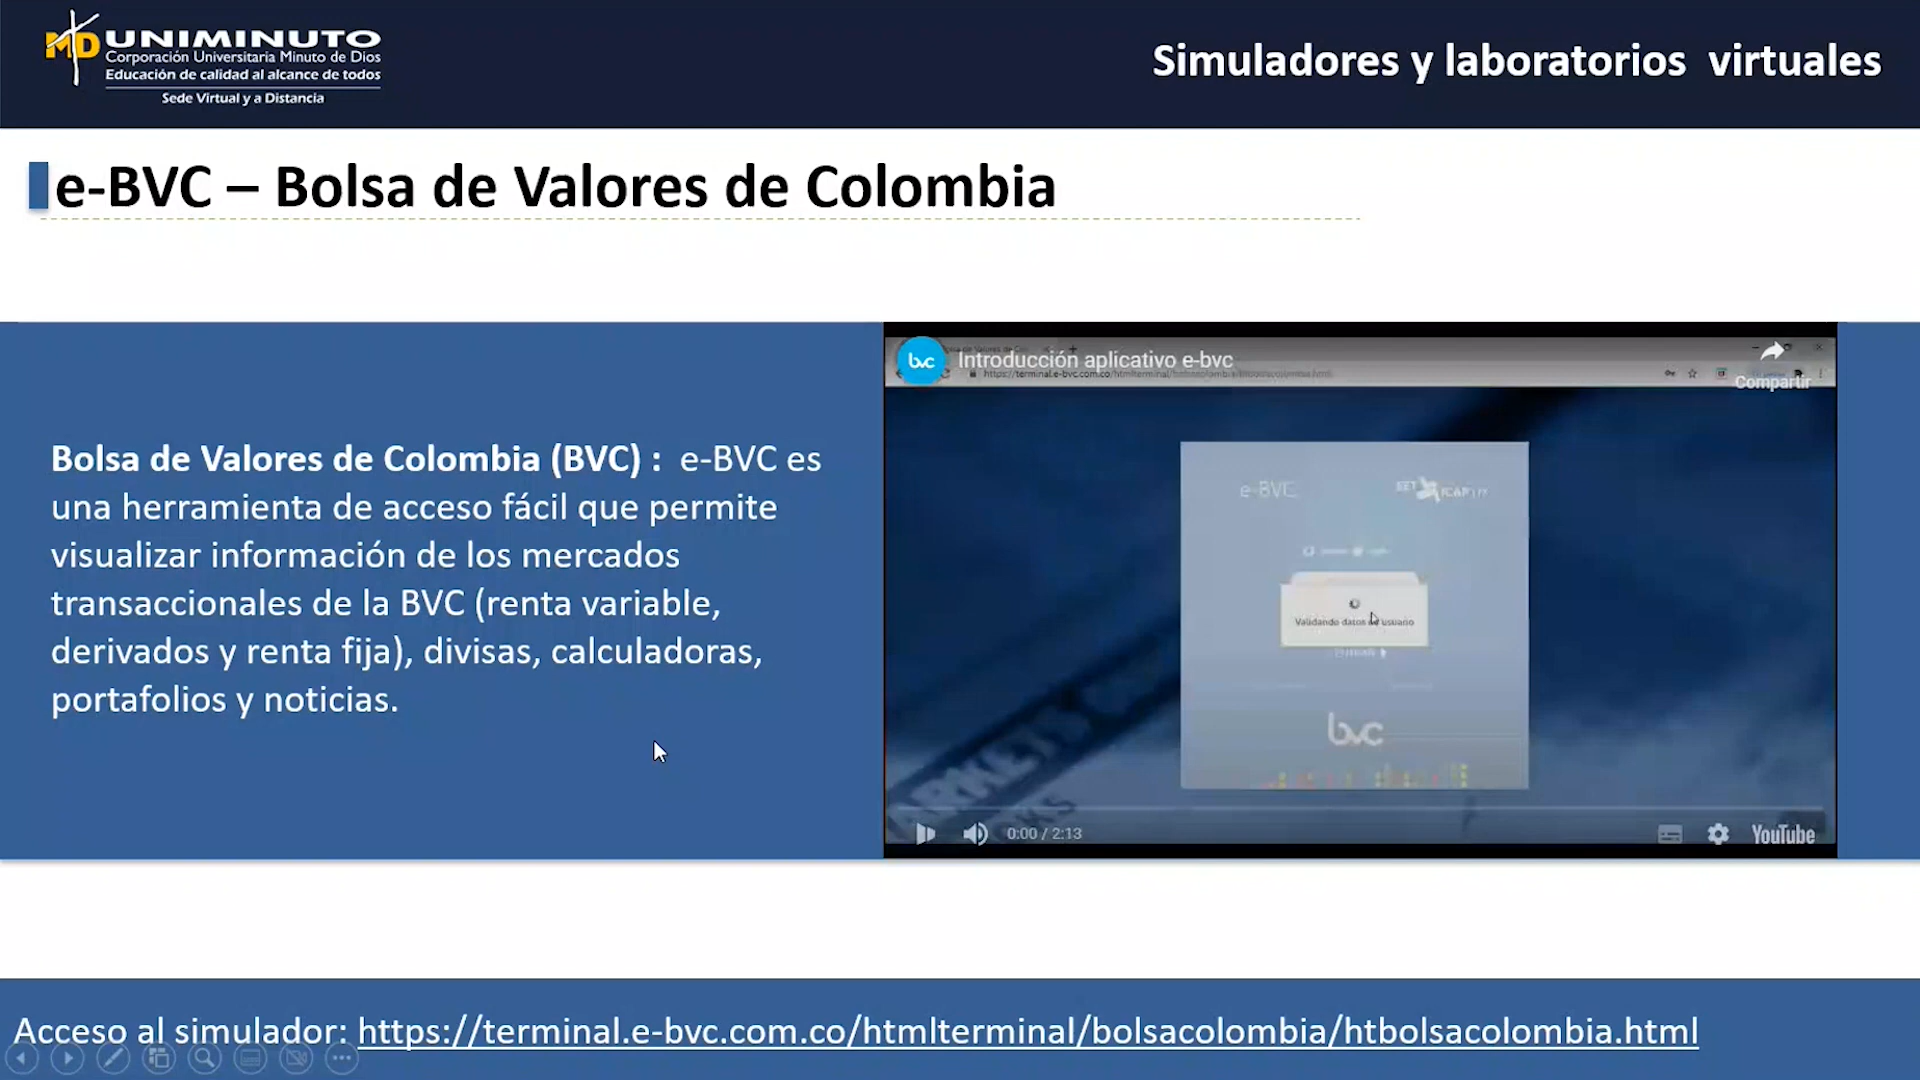 UNIMINUTO
Corporación Universitaria Minuto de Dios
Educación de calidad al alcance de todos
Sede Virtual y a Distancia
Simuladores y laboratorios virtuales
e-BVC – Bolsa de Valores de Colombia
Bolsa de Valores de Colombia (BVC) : e-BVC es
una herramienta de acceso fácil que permite
visualizar información de los mercados
transaccionales de la BVC (renta variable,
derivados y renta fija), divisas, calculadoras,
portafolios y noticias.
bvc
Introducción aplicativo e-bvc
Compartir
e-BVC
Validando datos de usuario
bvc
0:00 / 2:13
YouTube
Acceso al simulador: https://terminal.e-bvc.com.co/htmlterminal/bolsacolombia/htbolsacolombia.html